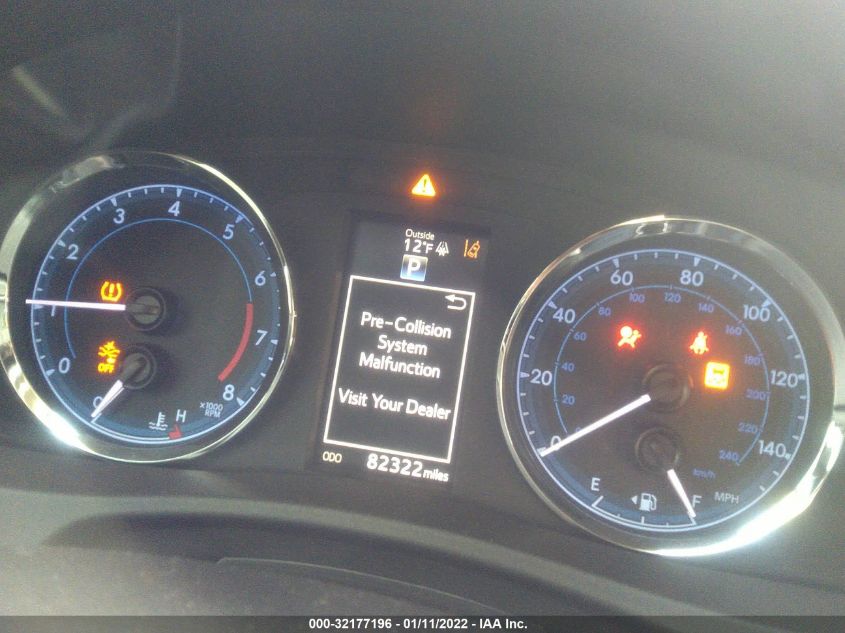 Outside
12°F
P
Pre-Collision
System
Malfunction
Visit Your Dealer
ODO 82322 miles
0 1 2 3 4 5 6 7 8
x1000
RPM
OFF
C H
0 20 40 60 80 100 120 140
20 40 60 80 100 120 140 160 180 200 220 240
km/h
MPH
E F
000-32177196 - 01/11/2022 - IAA Inc.